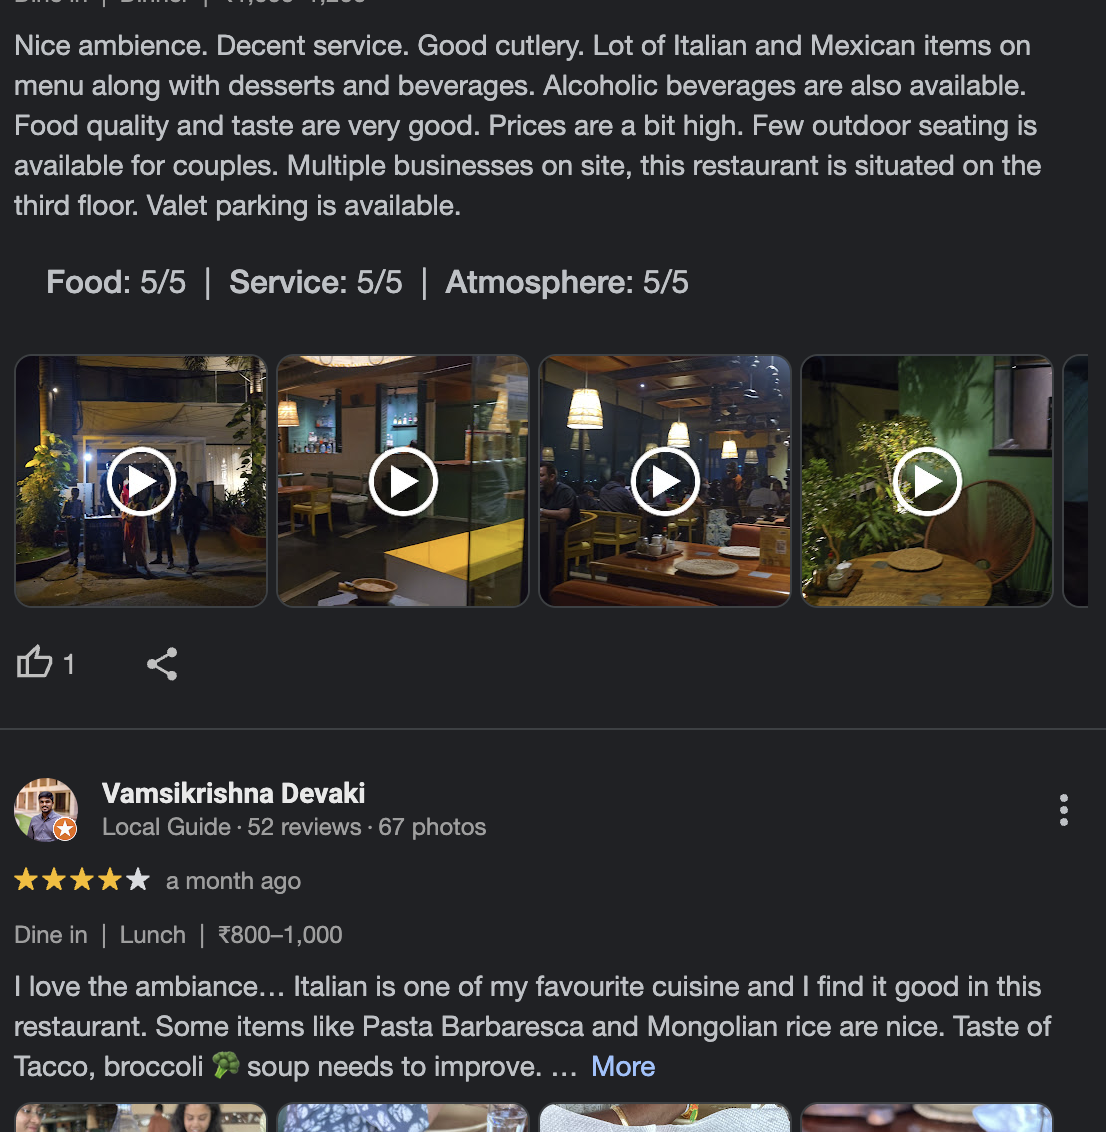 Nice ambience. Decent service. Good cutlery. Lot of Italian and Mexican items on
menu along with desserts and beverages. Alcoholic beverages are also available.
Food quality and taste are very good. Prices are a bit high. Few outdoor seating is
available for couples. Multiple businesses on site, this restaurant is situated on the
third floor. Valet parking is available.
Food: 5/5 | Service: 5/5 | Atmosphere: 5/5
1
Vamsikrishna Devaki
Local Guide · 52 reviews · 67 photos
a month ago
Dine in | Lunch | ₹800–1,000
I love the ambiance… Italian is one of my favourite cuisine and I find it good in this
restaurant. Some items like Pasta Barbaresca and Mongolian rice are nice. Taste of
Tacco, broccoli 🥦 soup needs to improve. … More